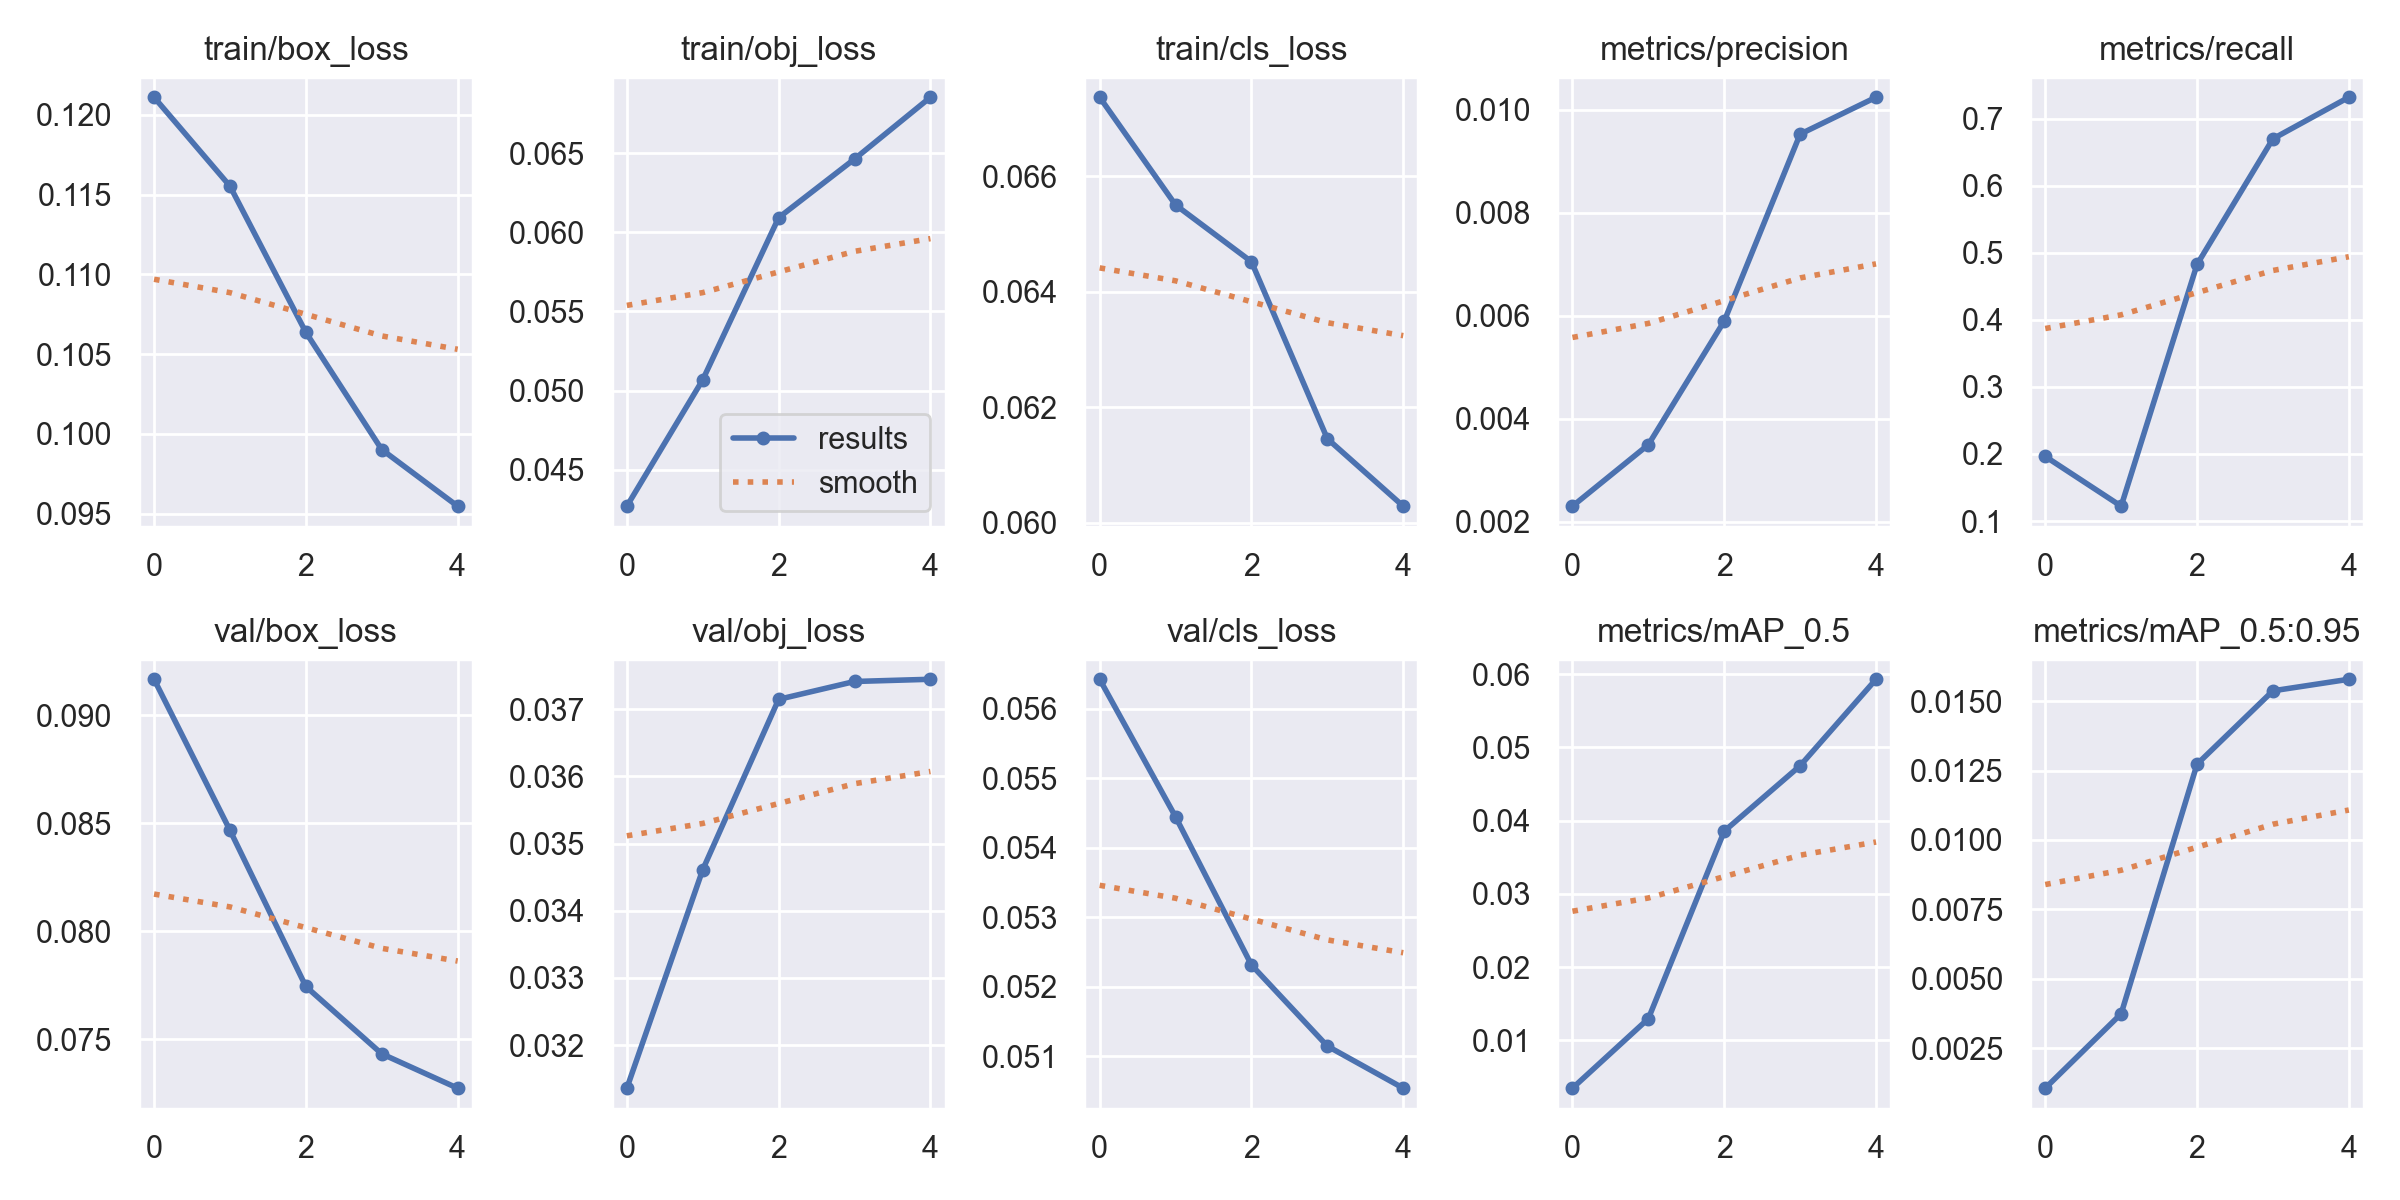 train/box_loss
0.120
0.115
0.110
0.105
0.100
0.095
0 2 4
train/obj_loss
0.065
0.060
0.055
0.050
0.045
results
smooth
0 2 4
train/cls_loss
0.066
0.064
0.062
0.060
0 2 4
metrics/precision
0.010
0.008
0.006
0.004
0.002
0 2 4
metrics/recall
0.7
0.6
0.5
0.4
0.3
0.2
0.1
0 2 4
val/box_loss
0.090
0.085
0.080
0.075
0 2 4
val/obj_loss
0.037
0.036
0.035
0.034
0.033
0.032
0 2 4
val/cls_loss
0.056
0.055
0.054
0.053
0.052
0.051
0 2 4
metrics/mAP_0.5
0.06
0.05
0.04
0.03
0.02
0.01
0 2 4
metrics/mAP_0.5:0.95
0.0150
0.0125
0.0100
0.0075
0.0050
0.0025
0 2 4